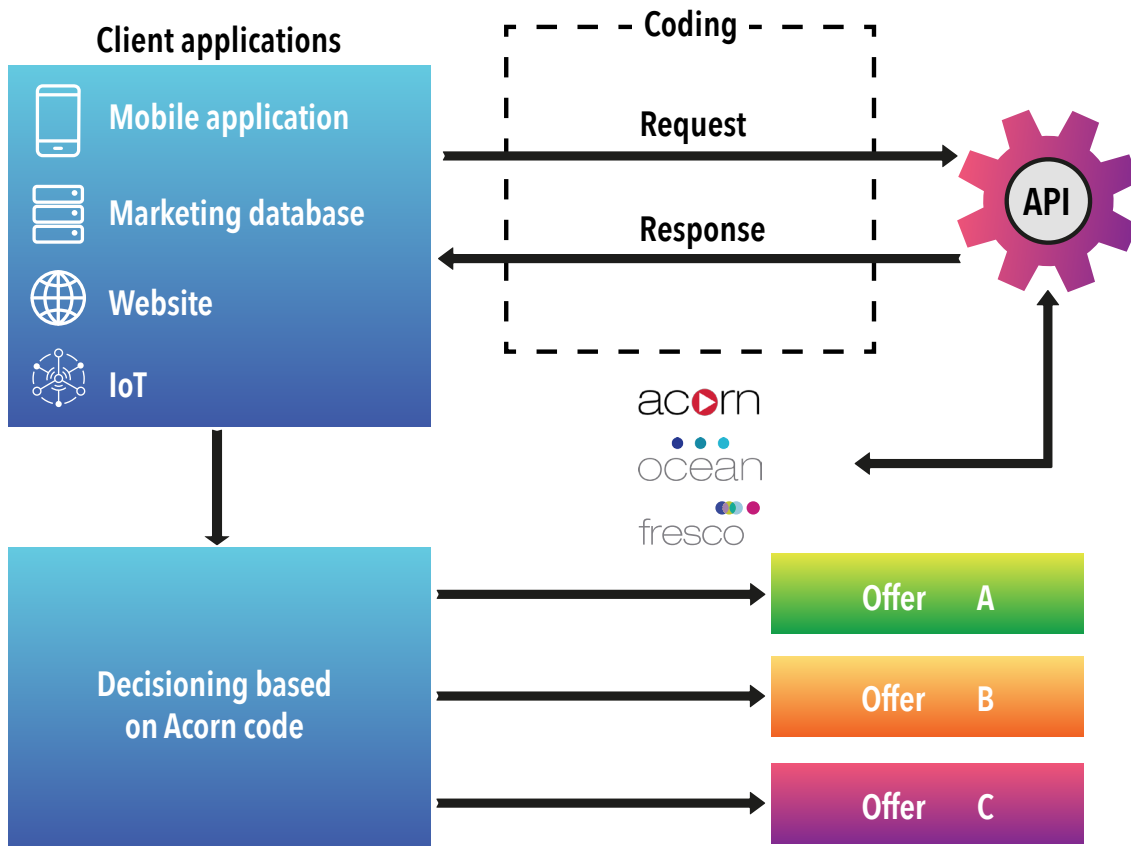 Client applications
Mobile application
Marketing database
Website
IoT
Coding
Request
Response
API
acorn
ocean
fresco
Decisioning based
on Acorn code
Offer A
Offer B
Offer C